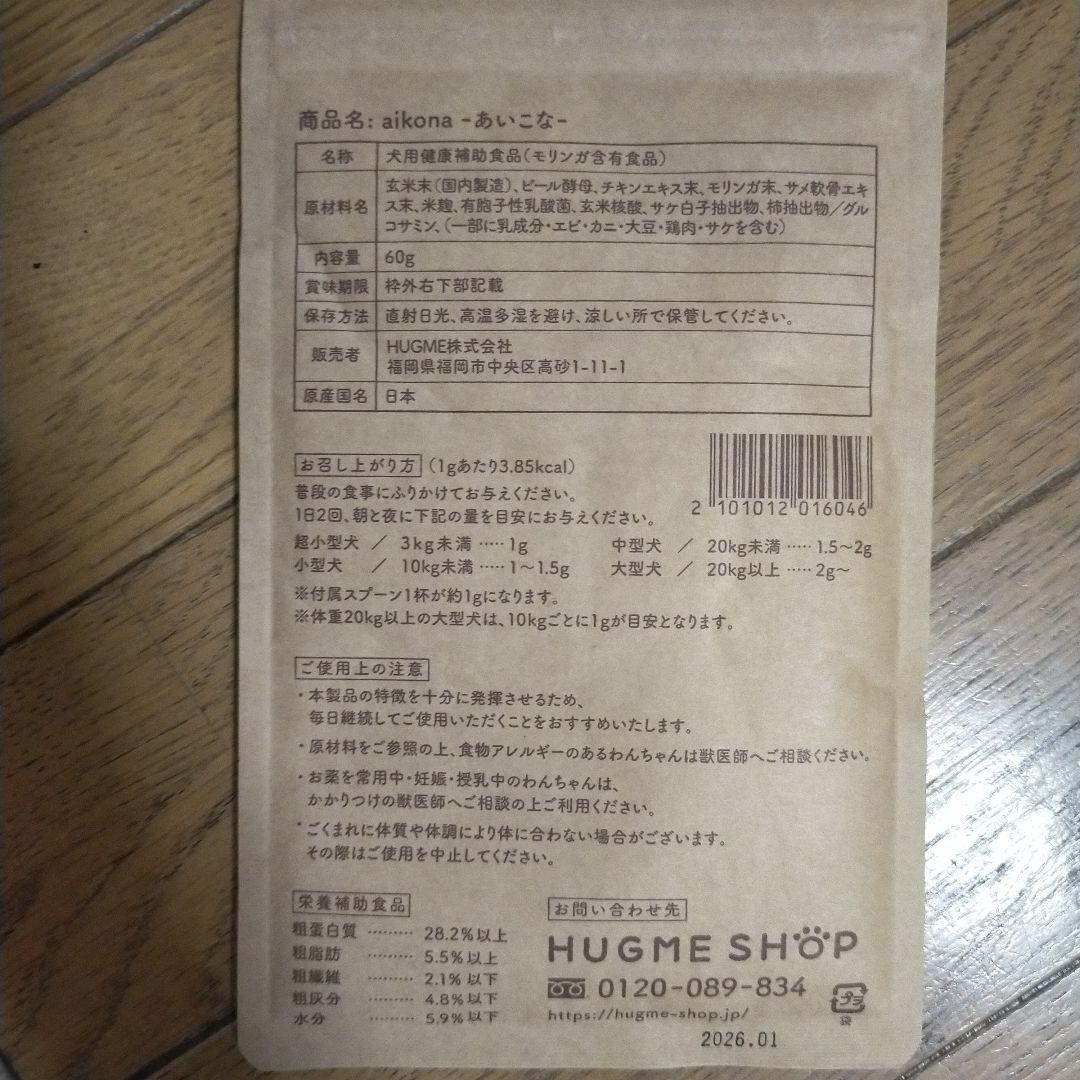 商品名: aikona -あいこな-
名称 犬用健康補助食品(モリンガ含有食品)
原材料名 玄米末(国内製造)、ビール酵母、チキンエキス末、モリンガ末、サメ軟骨エキ
ス末、米麹、有胞子性乳酸菌、玄米核酸、サケ白子抽出物、柿抽出物/グル
コサミン、(一部に乳成分・エビ・カニ・大豆・鶏肉・サケを含む)
内容量 60g
賞味期限 枠外右下部記載
保存方法 直射日光、高温多湿を避け、涼しい所で保管してください。
販売者 HUGME株式会社
福岡県福岡市中央区高砂1-11-1
原産国名 日本
お召し上がり方 (1gあたり3.85kcal)
普段の食事にふりかけてお与えください。
1日2回、朝と夜に下記の量を目安にお与えください。
2 101012 016046
超小型犬 / 3kg未満 ····· 1g 中型犬 / 20kg未満 ····· 1.5〜2g
小型犬 / 10kg未満 ····· 1〜1.5g 大型犬 / 20kg以上 ····· 2g〜
※付属スプーン1杯が約1gになります。
※体重20kg以上の大型犬は、10kgごとに1gが目安となります。
ご使用上の注意
・本製品の特徴を十分に発揮させるため、
毎日継続してご使用いただくことをおすすめいたします。
・原材料をご参照の上、食物アレルギーのあるわんちゃんは獣医師へご相談ください。
・お薬を常用中・妊娠・授乳中のわんちゃんは、
かかりつけの獣医師へご相談の上ご利用ください。
・ごくまれに体質や体調により体に合わない場合がございます。
その際はご使用を中止してください。
栄養補助食品
粗蛋白質 ········· 28.2%以上
粗脂肪 ········· 5.5%以上
粗繊維 ········· 2.1%以下
粗灰分 ········· 4.8%以下
水分 ········· 5.9%以下
お問い合わせ先
HUGME SHOP
0120-089-834
https://hugme-shop.jp/
プラ
袋
2026.01